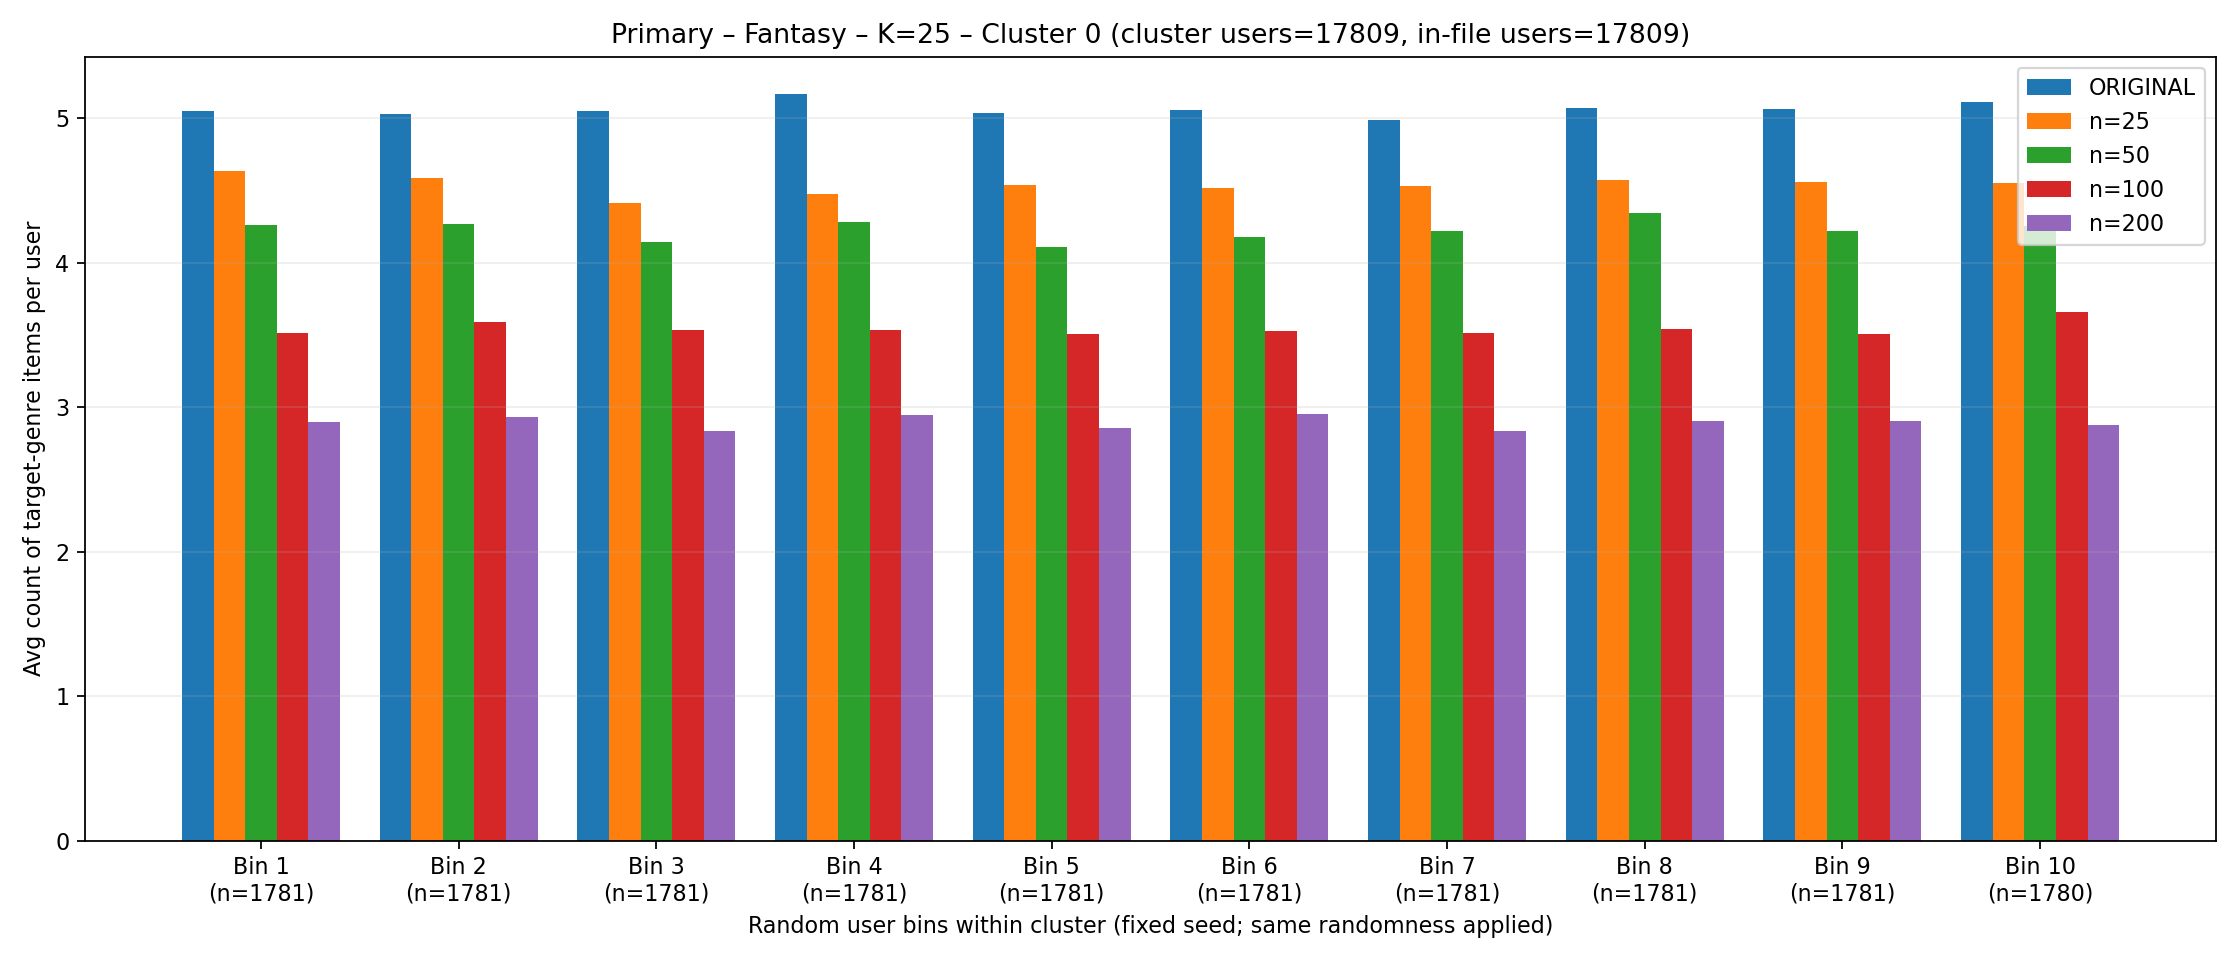 Primary – Fantasy – K=25 – Cluster 0 (cluster users=17809, in-file users=17809)
ORIGINAL
n=25
n=50
n=100
n=200
Avg count of target-genre items per user
5
4
3
2
1
0
Bin 1 Bin 2 Bin 3 Bin 4 Bin 5 Bin 6 Bin 7 Bin 8 Bin 9 Bin 10
(n=1781) (n=1781) (n=1781) (n=1781) (n=1781) (n=1781) (n=1781) (n=1781) (n=1781) (n=1780)
Random user bins within cluster (fixed seed; same randomness applied)